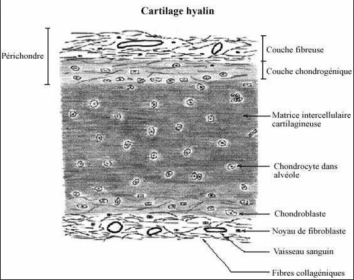 Cartilage hyalin
Couche fibreuse
Périchondre
Couche chondrogénique
Matrice intercellulaire
cartilagineuse
Chondrocyte dans
alvéole
Chondroblaste
Noyau de fibroblaste
Vaisseau sanguin
Fibres collagéniques